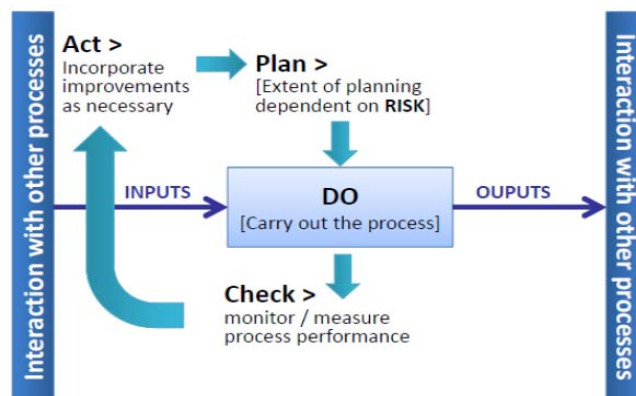 Interaction with other processes
Act >
Incorporate
improvements
as necessary
Plan >
[Extent of planning
dependent on RISK]
INPUTS
DO
[Carry out the process]
OUPUTS
Check >
monitor / measure
process performance
Interaction with other processes